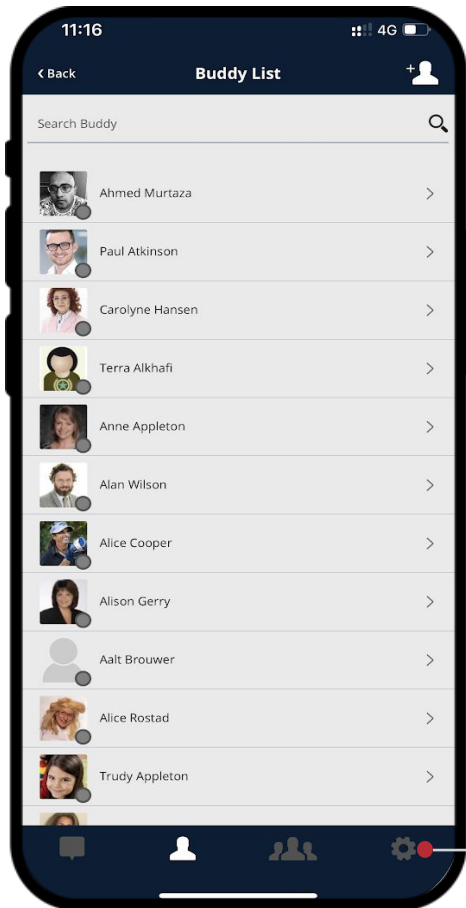 11:16
4G
Back
Buddy List
Search Buddy
Ahmed Murtaza
Paul Atkinson
Carolyne Hansen
Terra Alkhafi
Anne Appleton
Alan Wilson
Alice Cooper
Alison Gerry
Aalt Brouwer
Alice Rostad
Trudy Appleton